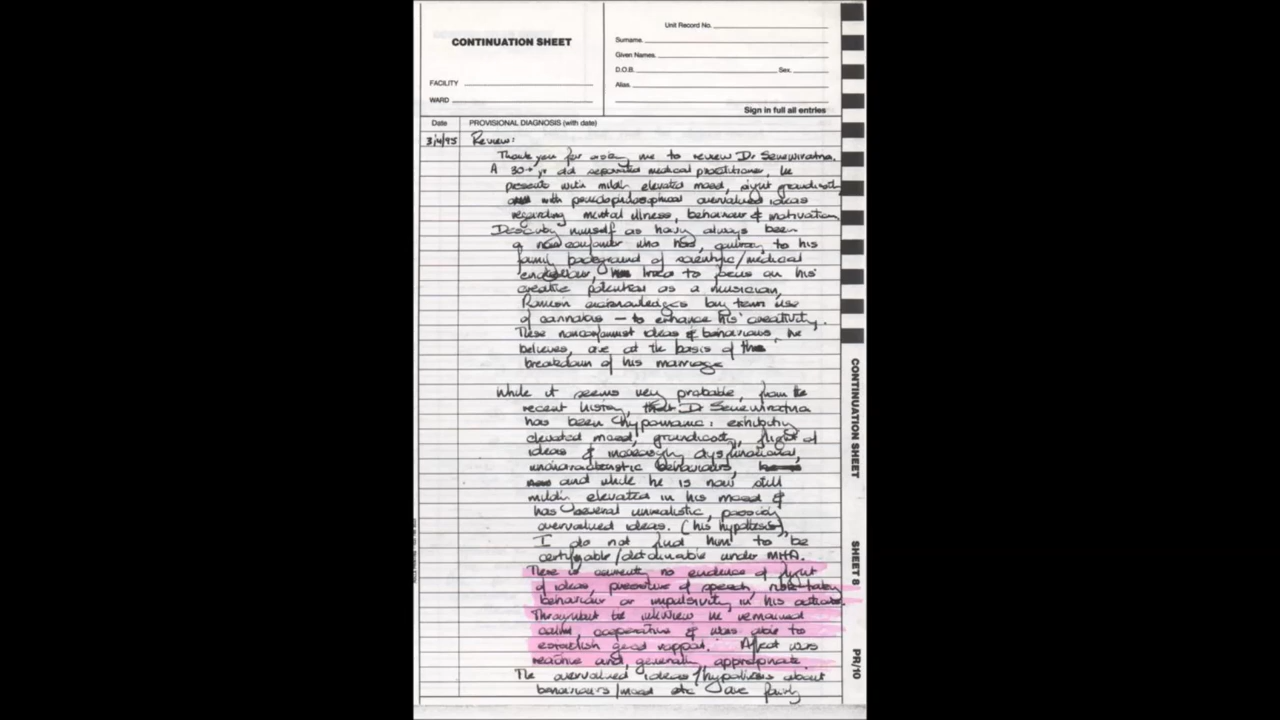 CONTINUATION SHEET
FACILITY
WARD
Unit Record No.
Surname
Given Names
D.O.B. Sex.
Alias.
Sign in full all entries
Date PROVISIONAL DIAGNOSIS (with date)
3/4/95 Review:
Thank you for asking me to review Dr Senewiratna.
A 30+ yr old separated medical practitioner, he
presents with mildly elevated mood, slight grandiosity
with pseudophilosophical overvalued ideas
regarding mental illness, behaviour & motivation
Describing himself as having always been
a nonconformer who has, contrary to his
family background of scientific/medical
endeavour, tried to focus on his
creative potential as a musician,
Romesh acknowledges long term use
of cannabis — to enhance his creativity.
These nonconformist ideas & behaviours, he
believes, are at the basis of the
breakdown of his marriage
While it seems very probable, from the
recent history, that Dr Senewiratna
has been hypomanic: exhibiting
elevated mood, grandiosity, flight of
ideas & increasingly dysfunctional,
uncharacteristic behaviours,
and while he is now still
mildly elevated in his mood &
has several unrealistic, possibly
overvalued ideas. (his hypothesis),
I do not find him to be
certifiable/detainable under MHA.
There is currently no evidence of flight
of ideas, pressure of speech, risk taking
behaviour or impulsivity in his actions.
Throughout the interview he remained
calm, cooperative & was able to
establish good rapport. Affect was
reactive and generally appropriate.
The overvalued ideas/hypothesis about
behaviours/mood etc are fairly
CONTINUATION SHEET
SHEET 8
PR/10